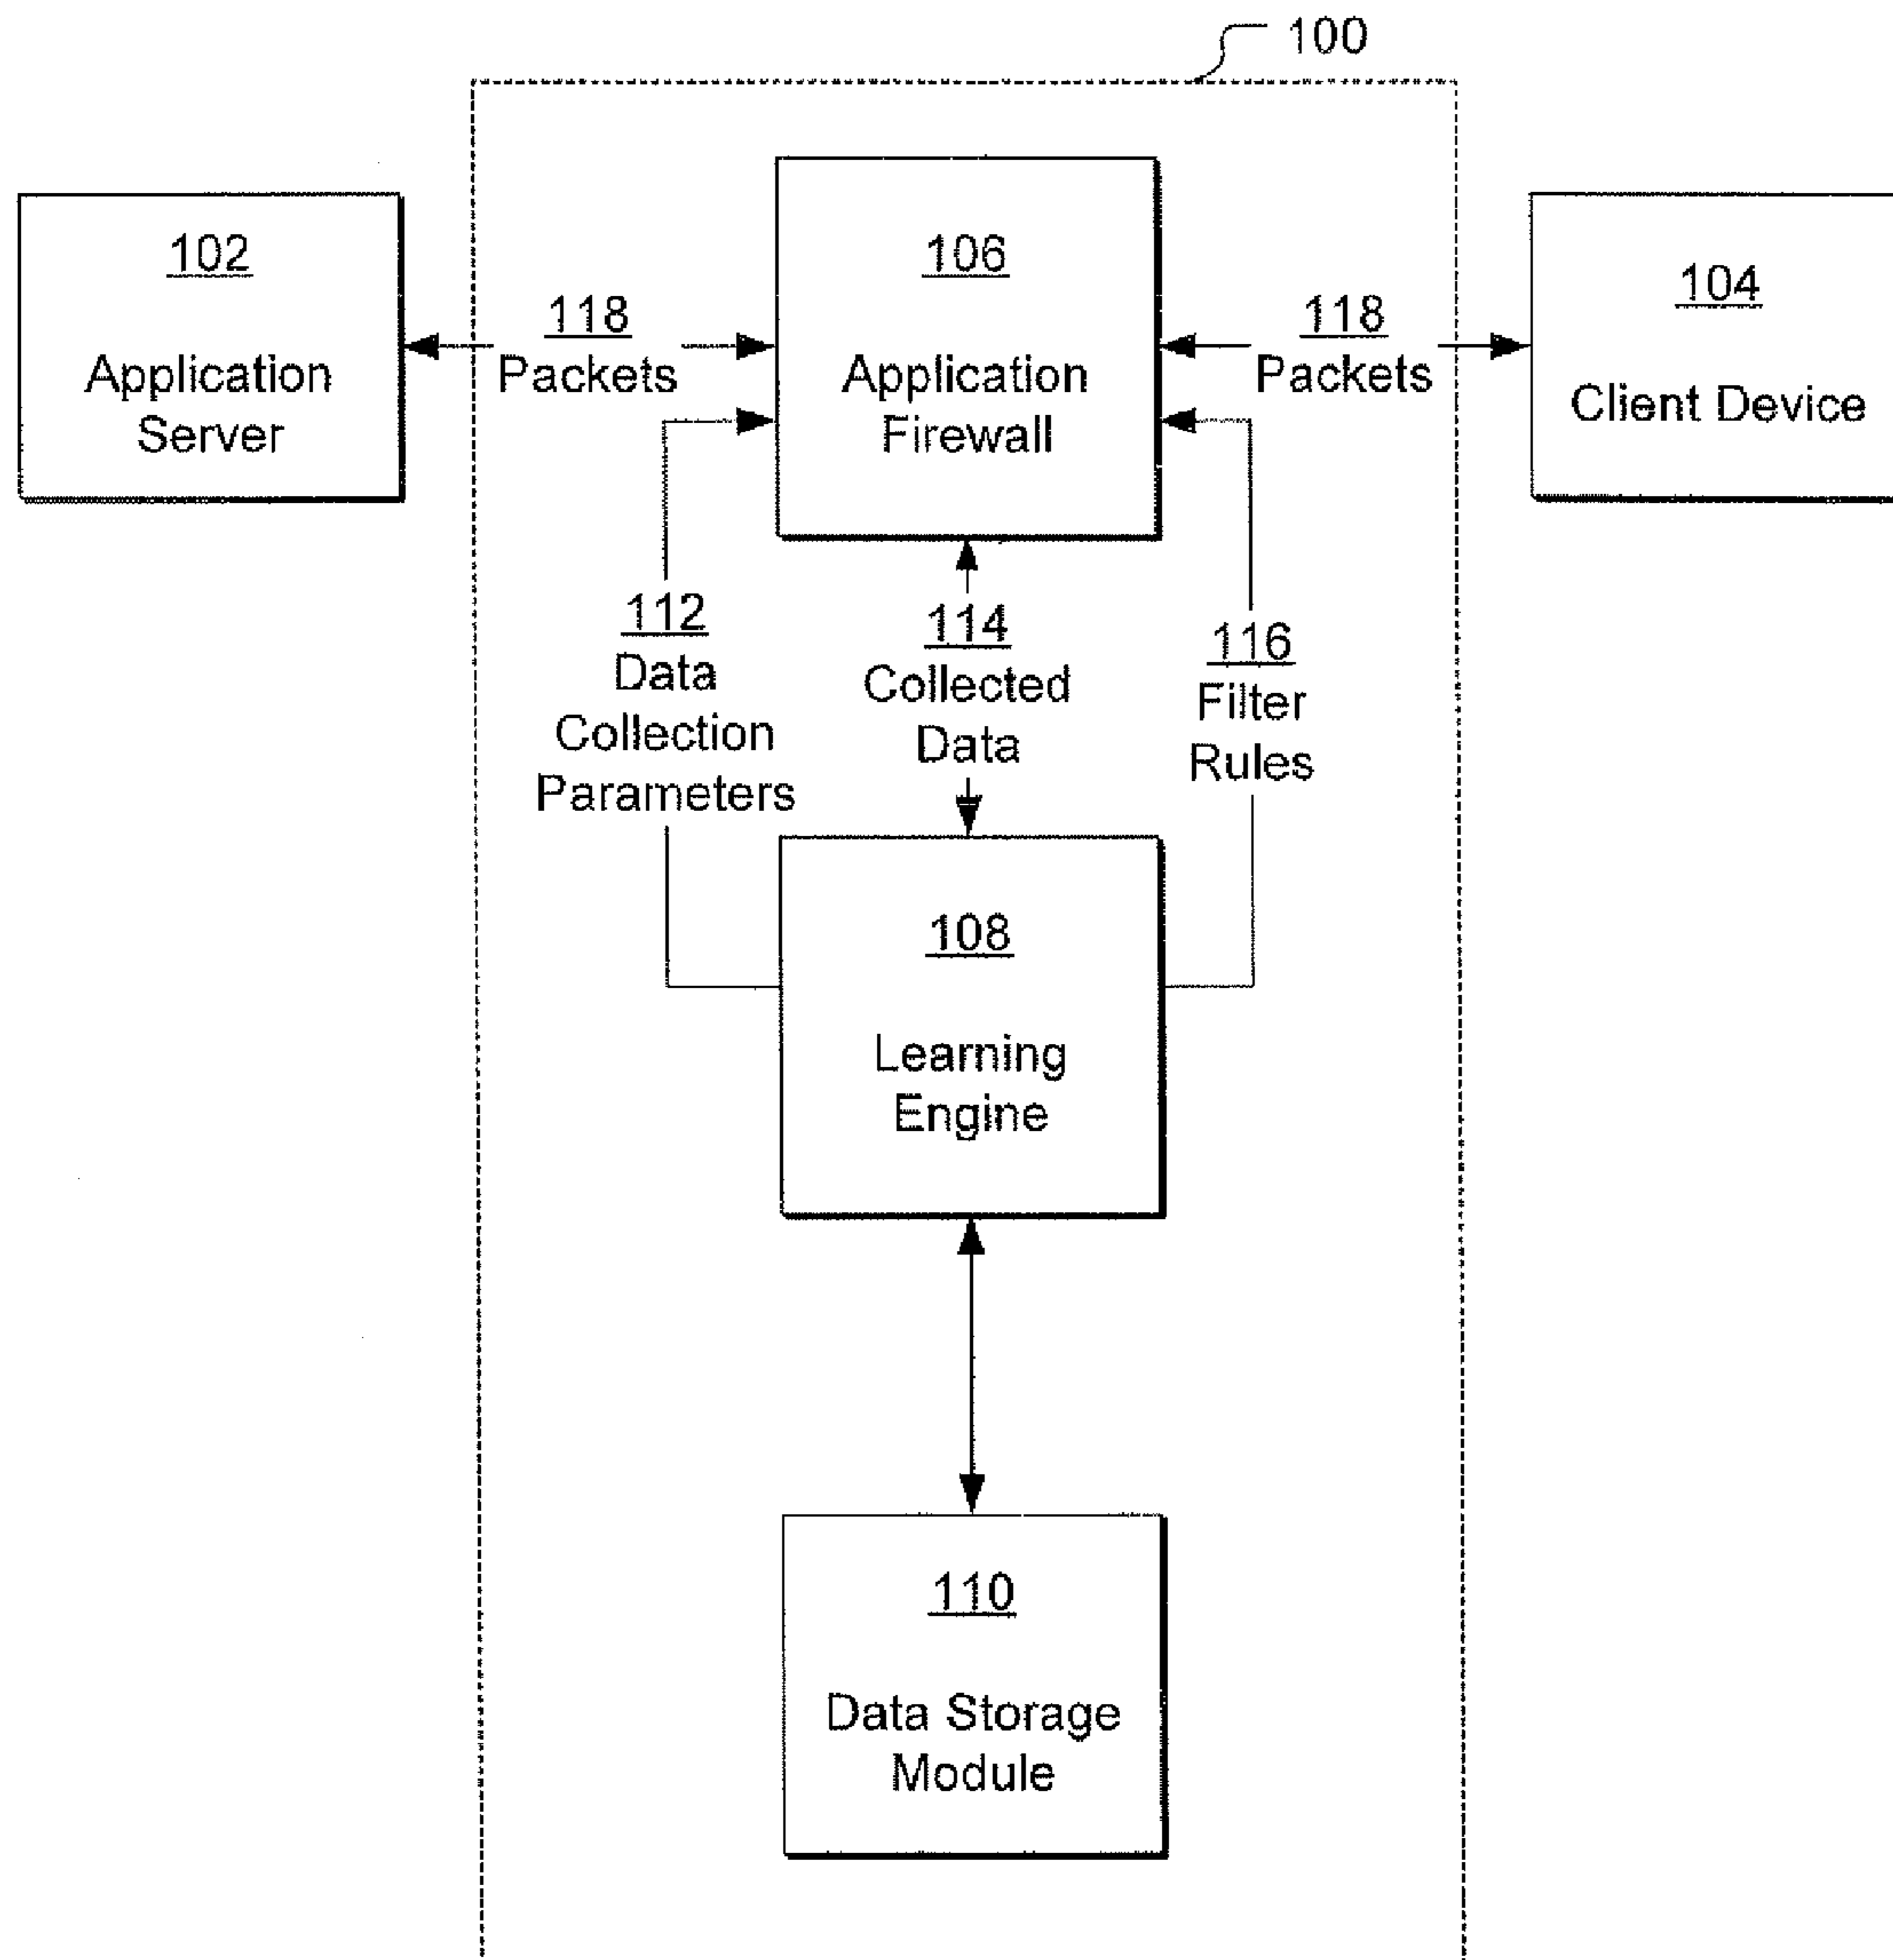 100
102
Application
Server
118
Packets
106
Application
Firewall
118
Packets
104
Client Device
112
Data
Collection
Parameters
114
Collected
Data
116
Filter
Rules
108
Learning
Engine
110
Data Storage
Module